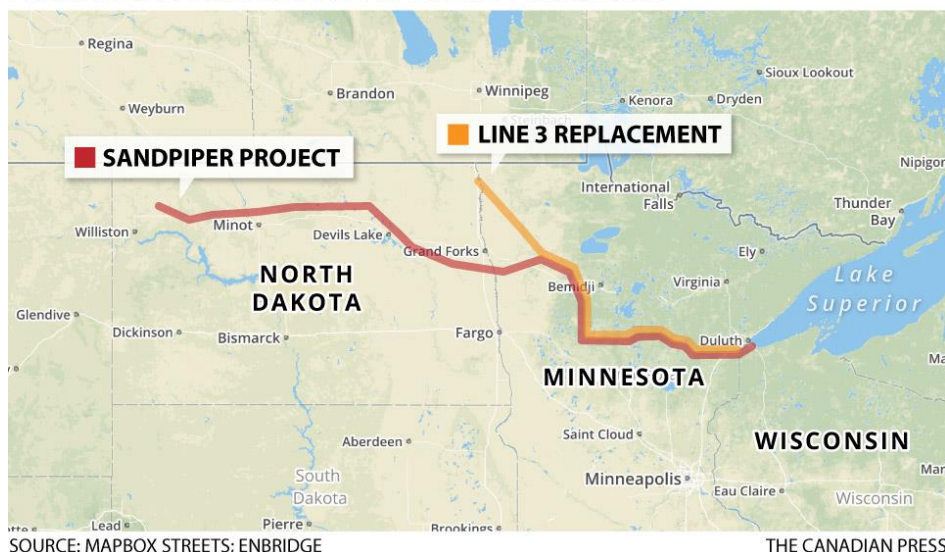 Regina
Sioux Lookout
Weyburn
Brandon
Winnipeg
Kenora
Dryden
Steinbach
LINE 3 REPLACEMENT
SANDPIPER PROJECT
Nipigon
International
Falls
Thunder
Bay
Williston
Minot
Devils Lake
Grand Forks
Ely
NORTH
DAKOTA
Bemidji
Virginia
Lake
Superior
Glendive
Dickinson
Bismarck
Fargo
Duluth
MINNESOTA
Aberdeen
Saint Cloud
WISCONSIN
South
Dakota
Minneapolis
Eau Claire
Wisconsin
Lead
Pierre
Brookings
SOURCE: MAPBOX STREETS; ENBRIDGE
THE CANADIAN PRESS